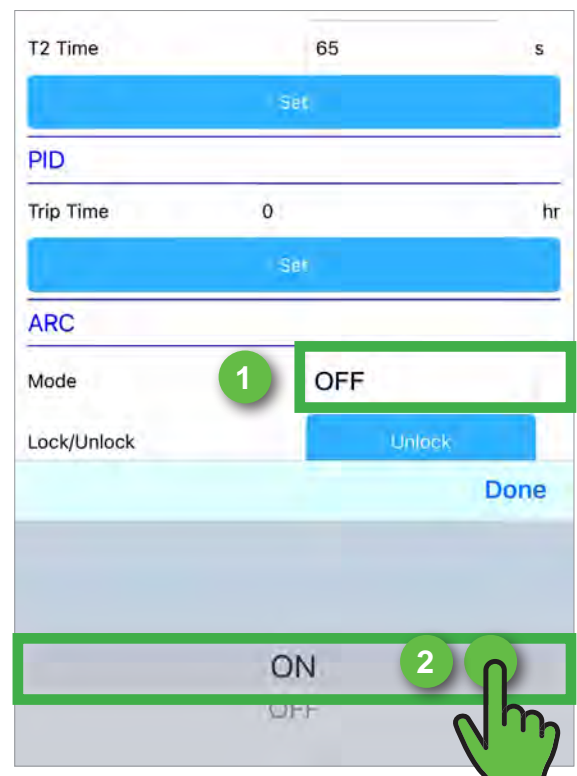 T2 Time 65 s
Set
PID
Trip Time 0 hr
Set
ARC
Mode 1 OFF
Lock/Unlock Unlock
Done
ON 2
OFF